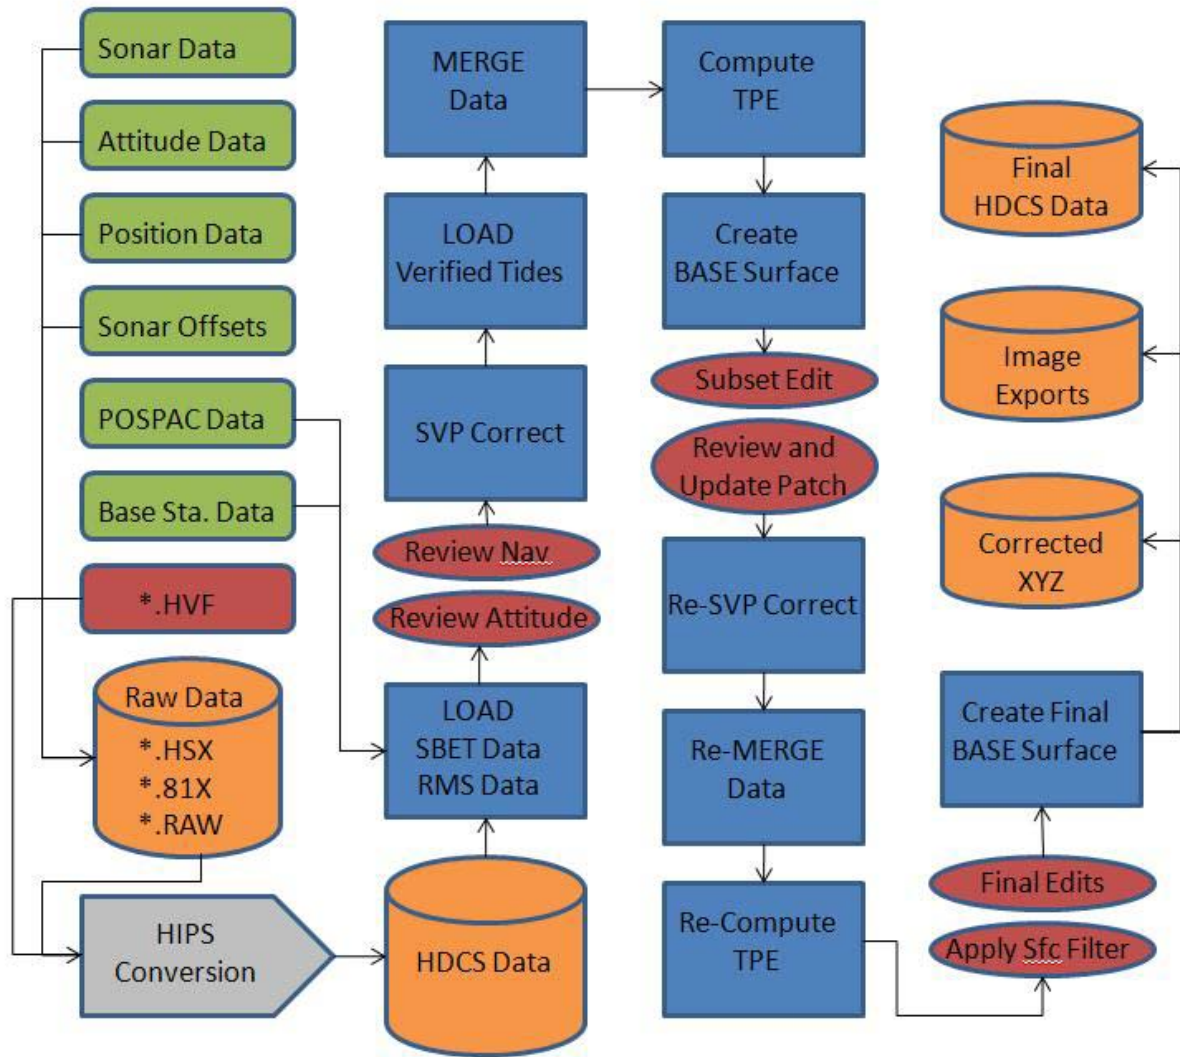 Sonar Data
Attitude Data
Position Data
Sonar Offsets
POSPAC Data
Base Sta. Data
*.HVF
Raw Data
*.HSX
*.81X
*.RAW
HIPS
Conversion
MERGE
Data
LOAD
Verified Tides
SVP Correct
Review Nav
Review Attitude
LOAD
SBET Data
RMS Data
HDCS Data
Compute
TPE
Create
BASE Surface
Subset Edit
Review and
Update Patch
Re-SVP Correct
Re-MERGE
Data
Re-Compute
TPE
Final
HDCS Data
Image
Exports
Corrected
XYZ
Create Final
BASE Surface
Final Edits
Apply Sfc Filter